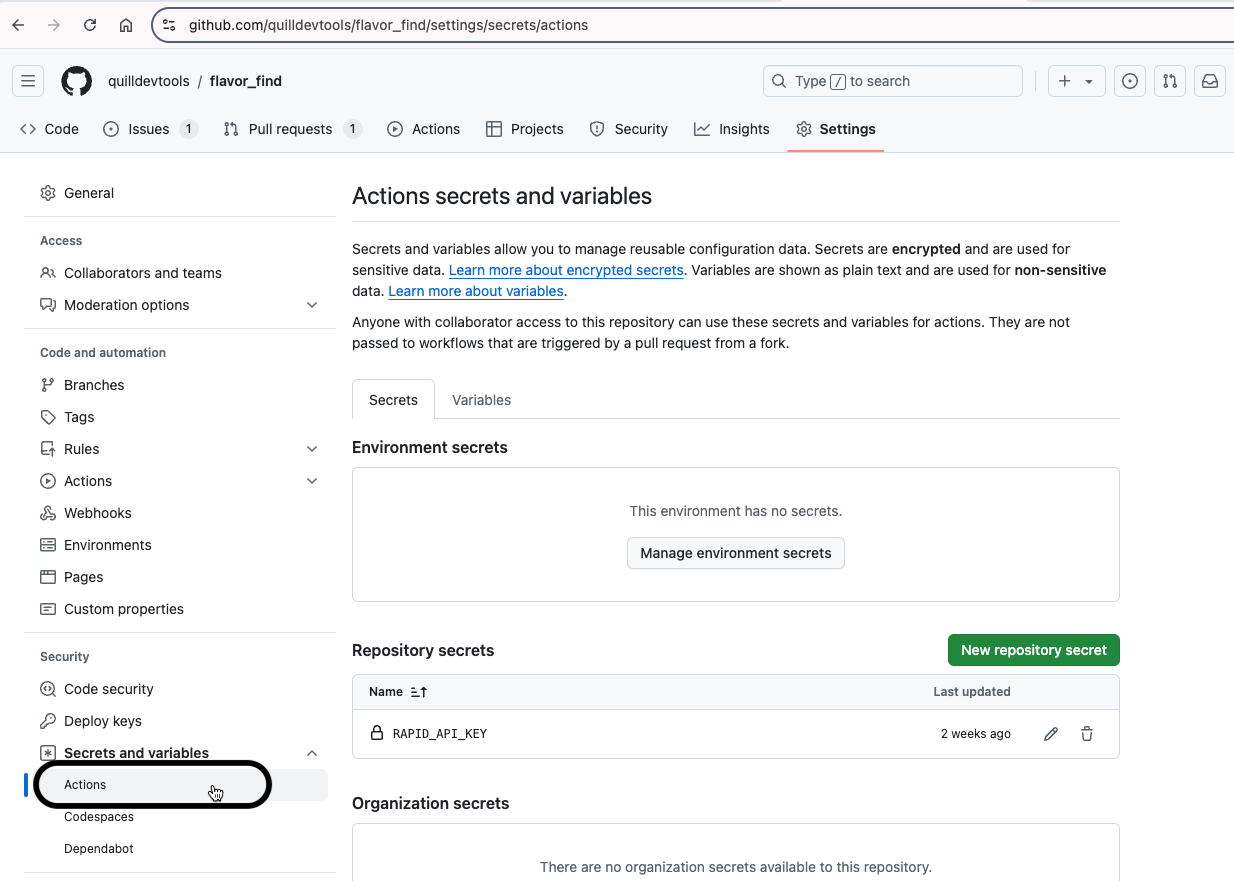 github.com/quilldevtools/flavor_find/settings/secrets/actions
quilldevtools / flavor_find
Type / to search
Code Issues 1 Pull requests 1 Actions Projects Security Insights Settings
General
Access
Collaborators and teams
Moderation options
Code and automation
Branches
Tags
Rules
Actions
Webhooks
Environments
Pages
Custom properties
Security
Code security
Deploy keys
Secrets and variables
Actions
Codespaces
Dependabot
Actions secrets and variables
Secrets and variables allow you to manage reusable configuration data. Secrets are encrypted and are used for
sensitive data. Learn more about encrypted secrets. Variables are shown as plain text and are used for non-sensitive
data. Learn more about variables.
Anyone with collaborator access to this repository can use these secrets and variables for actions. They are not
passed to workflows that are triggered by a pull request from a fork.
Secrets Variables
Environment secrets
This environment has no secrets.
Manage environment secrets
Repository secrets New repository secret
Name Last updated
RAPID_API_KEY 2 weeks ago
Organization secrets
There are no organization secrets available to this repository.